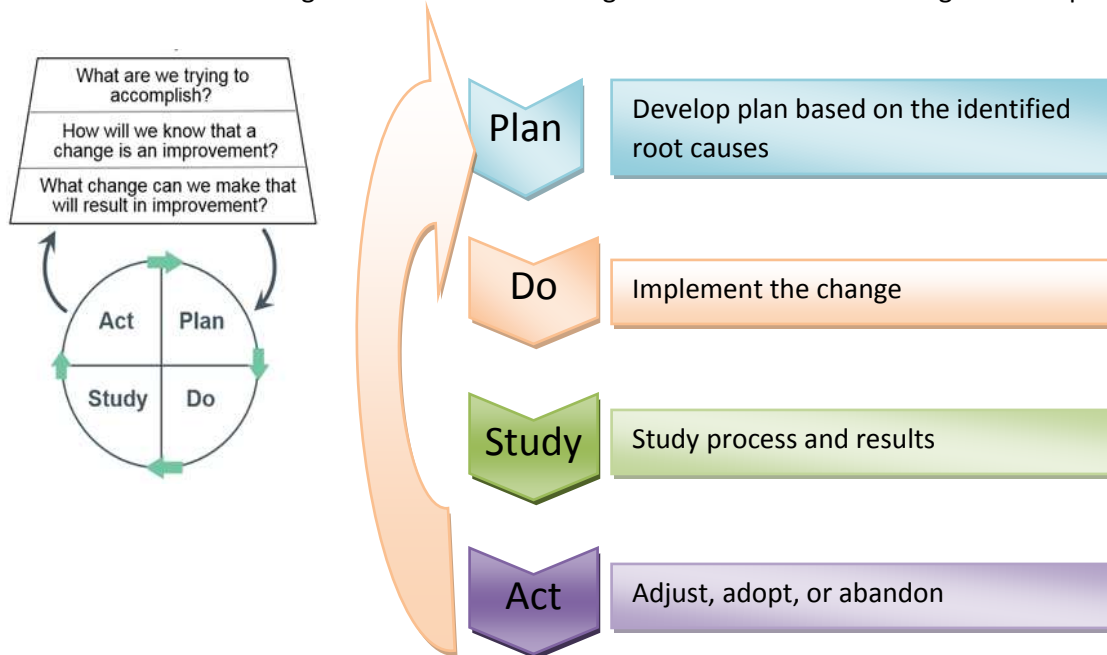 What are we trying to
accomplish?
How will we know that a
change is an improvement?
What change can we make that
will result in improvement?
Act
Plan
Study
Do
Plan
Develop plan based on the identified
root causes
Do
Implement the change
Study
Study process and results
Act
Adjust, adopt, or abandon